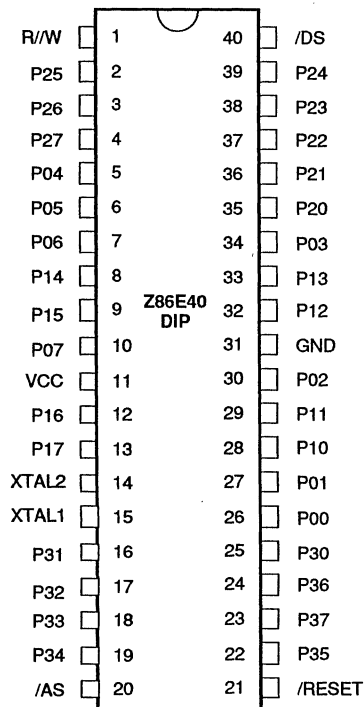 R//W 1 40 /DS
P25 2 39 P24
P26 3 38 P23
P27 4 37 P22
P04 5 36 P21
P05 6 35 P20
P06 7 34 P03
P14 8 33 P13
P15 9 Z86E40 32 P12
DIP
P07 10 31 GND
VCC 11 30 P02
P16 12 29 P11
P17 13 28 P10
XTAL2 14 27 P01
XTAL1 15 26 P00
P31 16 25 P30
P32 17 24 P36
P33 18 23 P37
P34 19 22 P35
/AS 20 21 /RESET